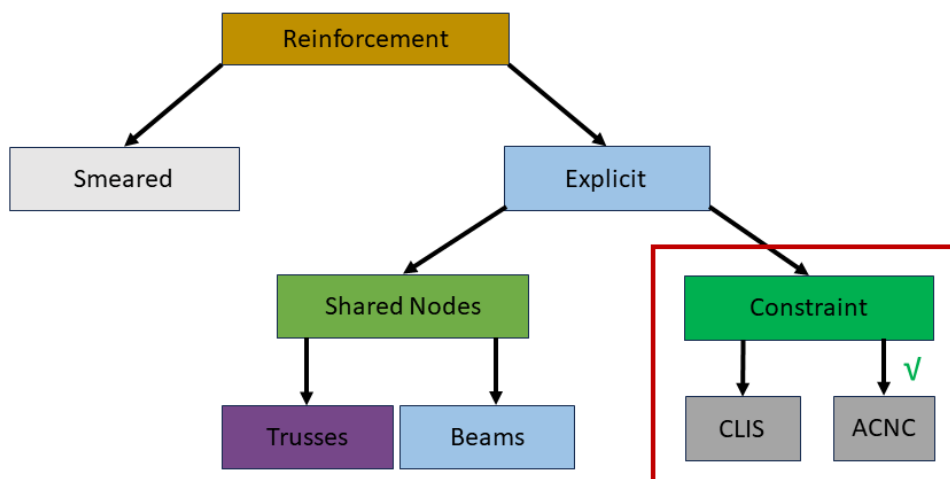 Reinforcement
Smeared
Explicit
Shared Nodes
Constraint
√
Trusses
Beams
CLIS
ACNC